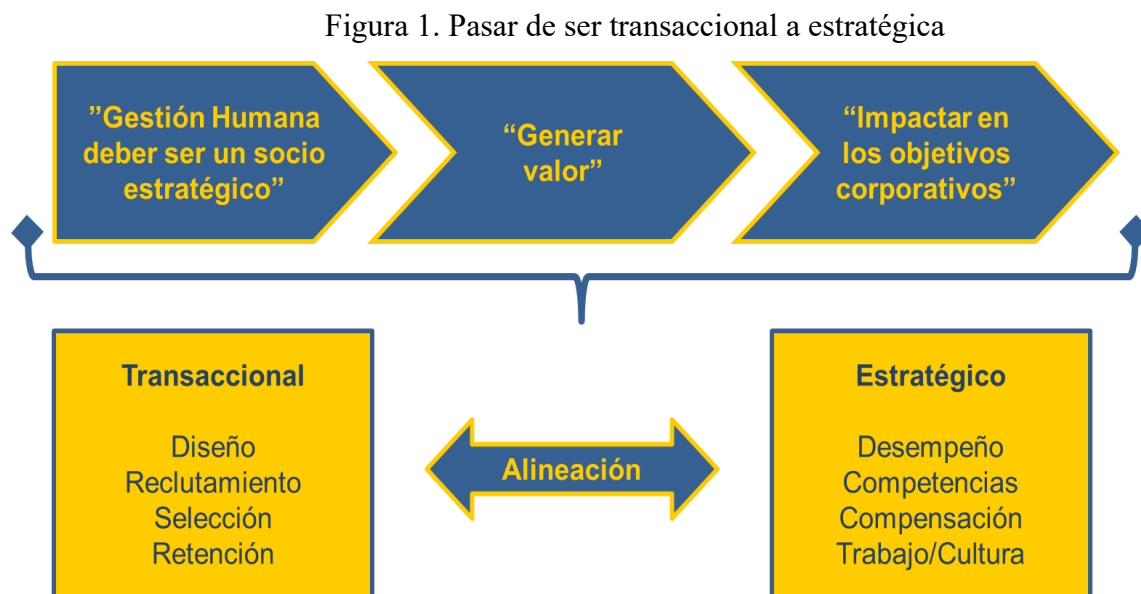 Figura 1. Pasar de ser transaccional a estratégica
”Gestión Humana
deber ser un socio
estratégico”
“Generar
valor”
“Impactar en
los objetivos
corporativos”
Transaccional
Diseño
Reclutamiento
Selección
Retención
Alineación
Estratégico
Desempeño
Competencias
Compensación
Trabajo/Cultura